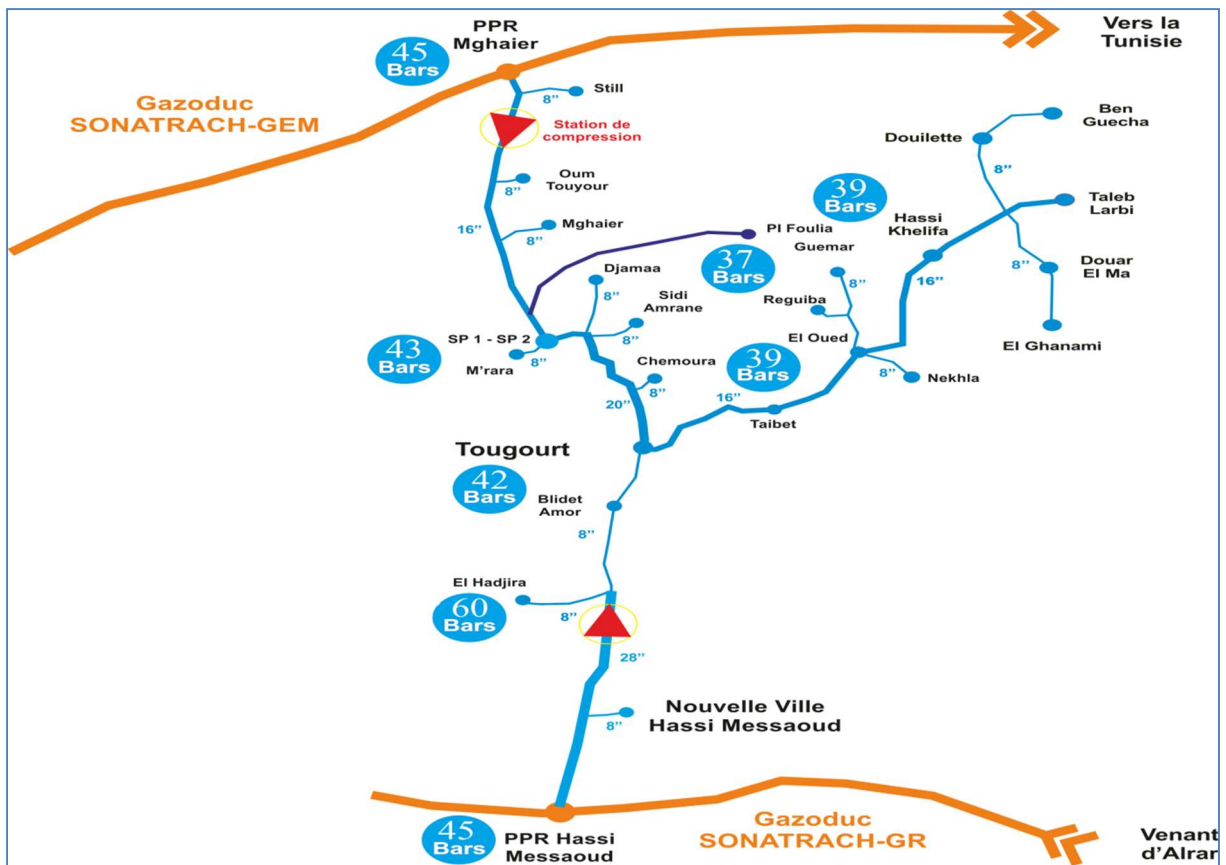 PPR
Mghaier
45
Bars
Vers la
Tunisie
Gazoduc
SONATRACH-GEM
8”
Still
Station de
compression
Ben
Guecha
Douilette
8”
Oum
Touyour
8”
39
Bars
Hassi
Khelifa
Taleb
Larbi
16”
Mghaier
8”
PI Foulia
Guemar
37
Bars
8”
Douar
El Ma
8”
16”
Djamaa
8”
Sidi
Amrane
8”
Reguiba
El Oued
El Ghanami
SP 1 - SP 2
43
Bars
8”
M’rara
Chemoura
8”
39
Bars
8”
Nekhla
20”
16”
Taibet
Tougourt
42
Bars
Blidet
Amor
8”
El Hadjira
60
Bars
8”
28”
Nouvelle Ville
Hassi Messaoud
8”
Gazoduc
SONATRACH-GR
45
Bars
PPR Hassi
Messaoud
Venant
d’Alrar